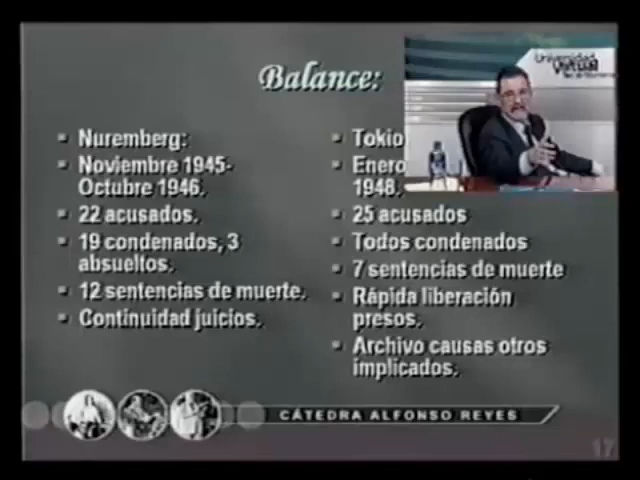 Balance:
Nuremberg:
Noviembre 1945-
Octubre 1946.
22 acusados.
19 condenados, 3
absueltos.
12 sentencias de muerte.
Continuidad juicios.
Tokio
Enero
1948.
25 acusados
Todos condenados
7 sentencias de muerte
Rápida liberación
presos.
Archivo causas otros
implicados.
Universidad
Virtual
CÁTEDRA ALFONSO REYES
17